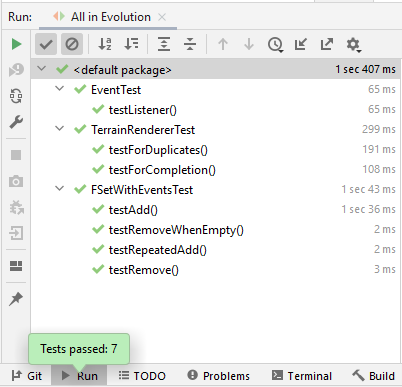 Run: All in Evolution
<default package> 1 sec 407 ms
EventTest 65 ms
testListener() 65 ms
TerrainRendererTest 299 ms
testForDuplicates() 191 ms
testForCompletion() 108 ms
FSetWithEventsTest 1 sec 43 ms
testAdd() 1 sec 36 ms
testRemoveWhenEmpty() 2 ms
testRepeatedAdd() 2 ms
testRemove() 3 ms
Tests passed: 7
Git Run TODO Problems Terminal Build